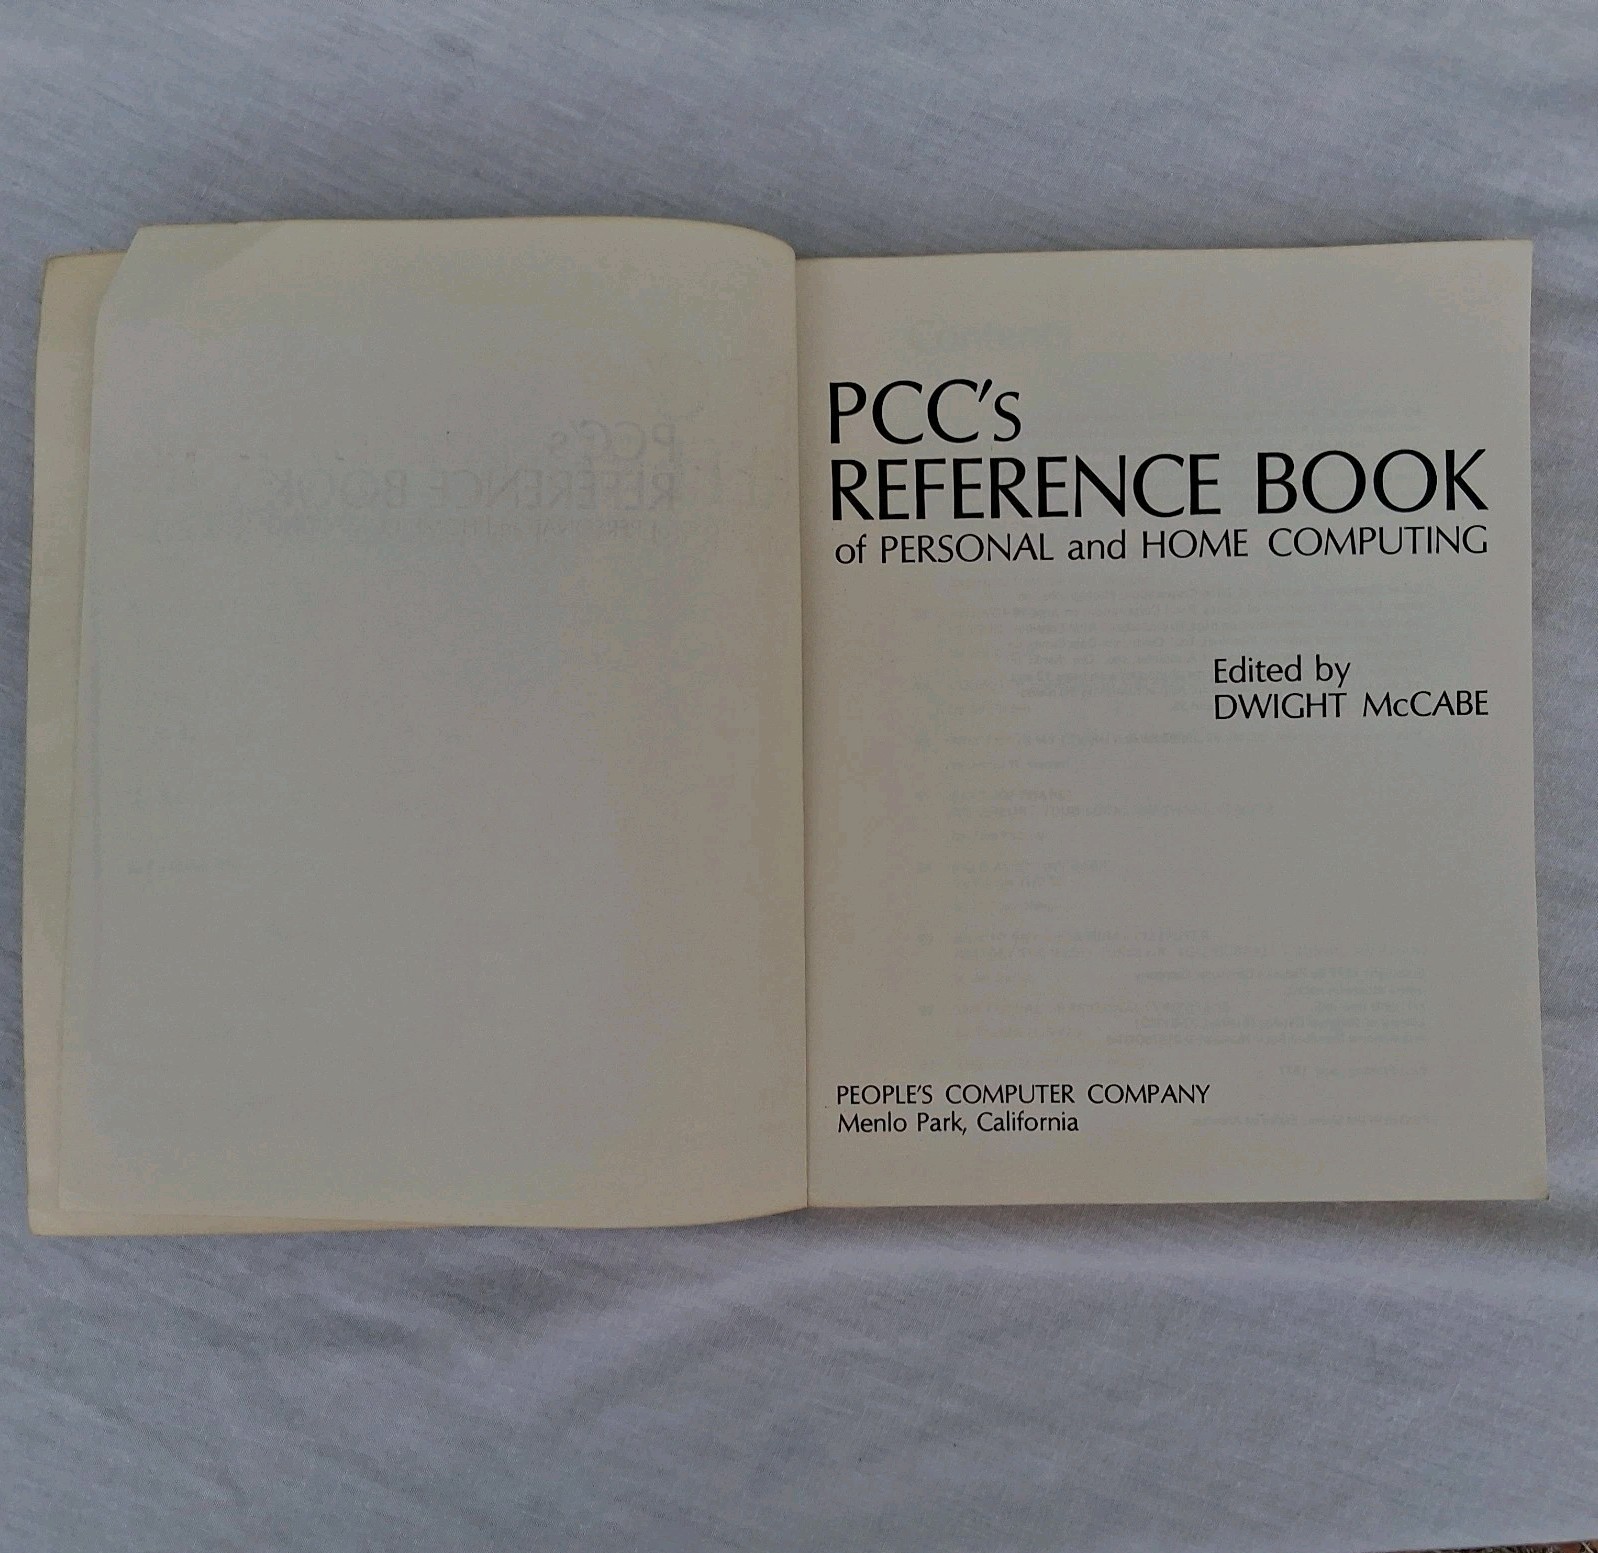 PCC's
REFERENCE BOOK
of PERSONAL and HOME COMPUTING
Edited by
DWIGHT McCABE
PEOPLE'S COMPUTER COMPANY
Menlo Park, California